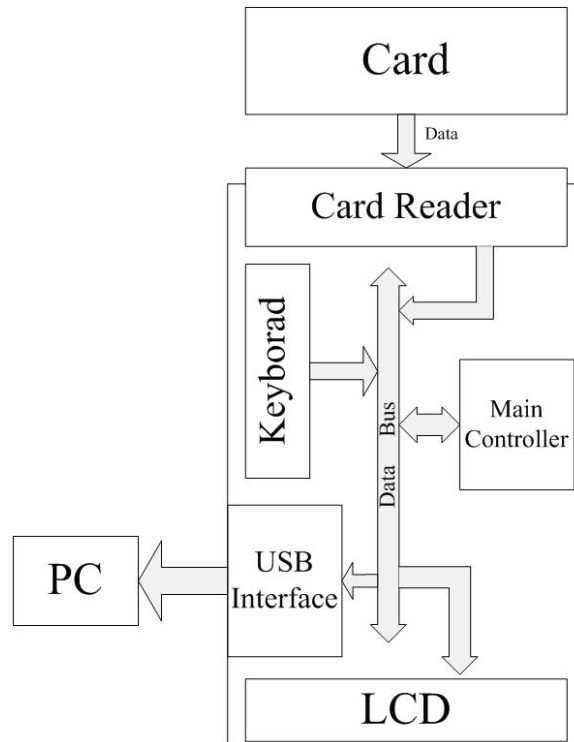 Card
Data
Card Reader
Keyborad
Data Bus
Main
Controller
USB
Interface
PC
LCD